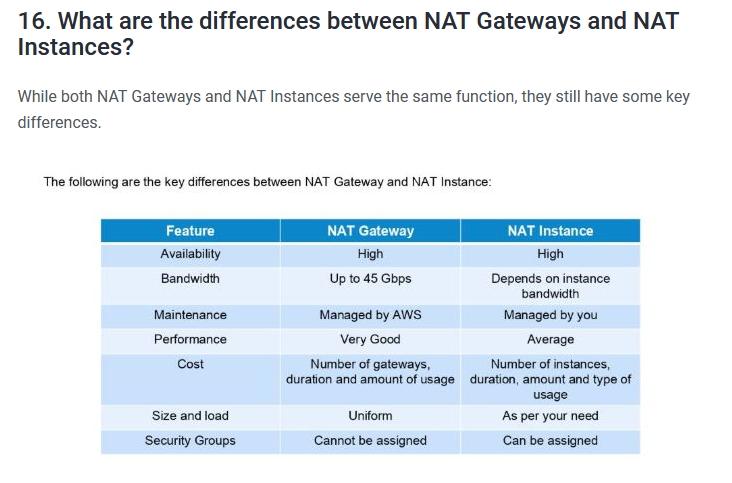 16. What are the differences between NAT Gateways and NAT
Instances?
While both NAT Gateways and NAT Instances serve the same function, they still have some key
differences.
The following are the key differences between NAT Gateway and NAT Instance:
Feature NAT Gateway NAT Instance
Availability High High
Bandwidth Up to 45 Gbps Depends on instance
bandwidth
Maintenance Managed by AWS Managed by you
Performance Very Good Average
Cost Number of gateways, Number of instances,
duration and amount of usage duration, amount and type of
usage
Size and load Uniform As per your need
Security Groups Cannot be assigned Can be assigned